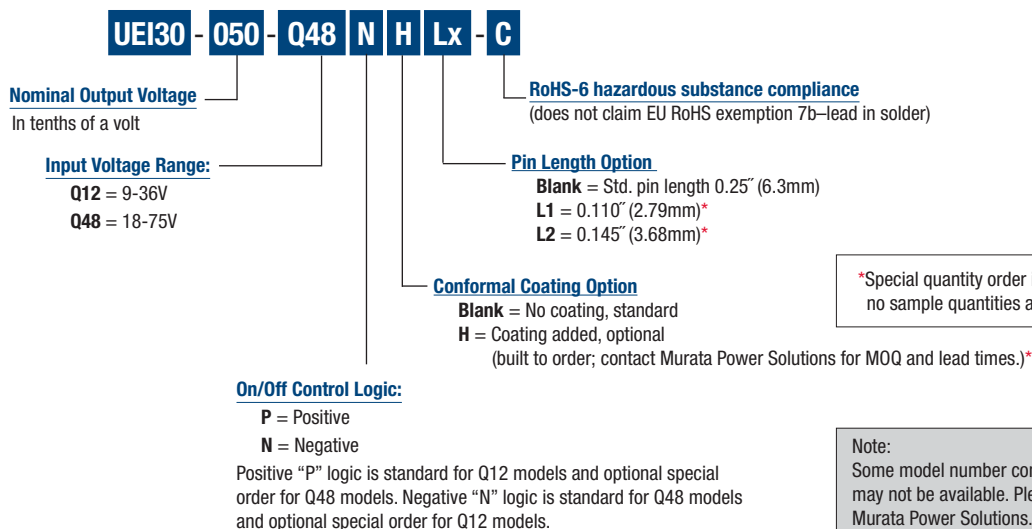 UEI30 - 050 - Q48 N H Lx - C
Nominal Output Voltage
In tenths of a volt
RoHS-6 hazardous substance compliance
(does not claim EU RoHS exemption 7b–lead in solder)
Input Voltage Range:
Q12 = 9-36V
Q48 = 18-75V
Pin Length Option
Blank = Std. pin length 0.25˝ (6.3mm)
L1 = 0.110˝ (2.79mm)*
L2 = 0.145˝ (3.68mm)*
*Special quantity order
no sample quantities
Conformal Coating Option
Blank = No coating, standard
H = Coating added, optional
(built to order; contact Murata Power Solutions for MOQ and lead times.)*
On/Off Control Logic:
P = Positive
N = Negative
Positive “P” logic is standard for Q12 models and optional special
order for Q48 models. Negative “N” logic is standard for Q48 models
and optional special order for Q12 models.
Note:
Some model number
may not be available.
Murata Power Solutions.